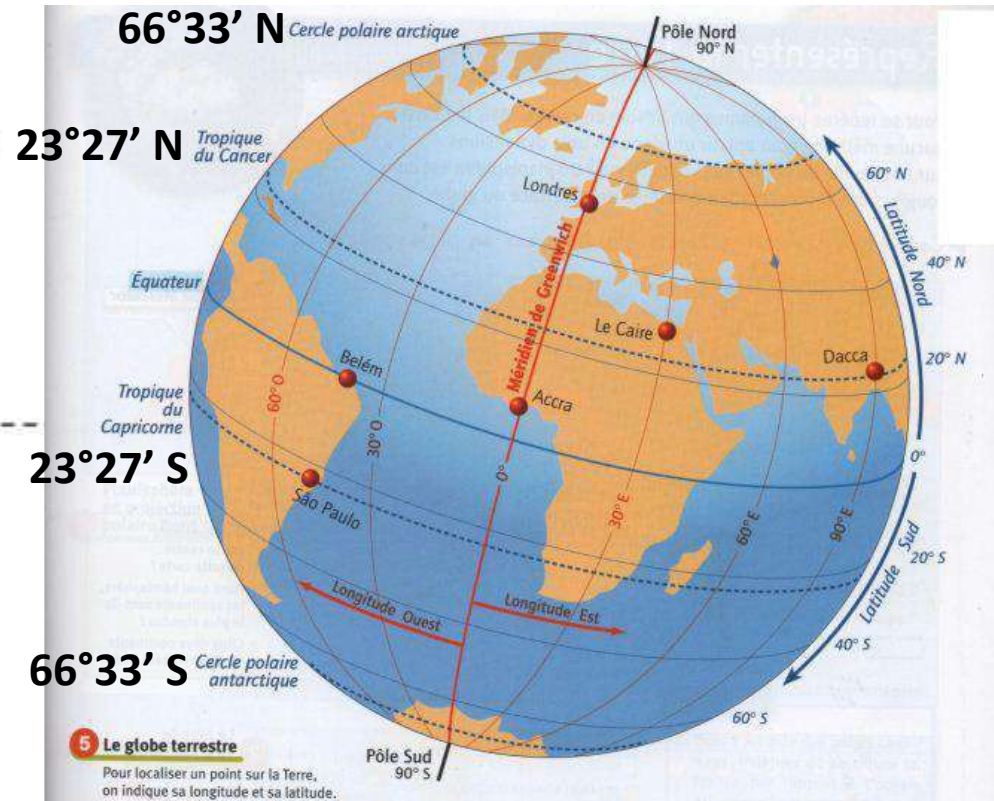 66°33’ N
Cercle polaire arctique
Pôle Nord
90° N
23°27’ N
Tropique
du Cancer
60° N
Londres
Latitude Nord
40° N
Équateur
Méridien de Greenwich
Le Caire
Dacca
20° N
Belém
Tropique
du
Capricorne
60° O
Accra
30° O
0°
0°
23°27’ S
São Paulo
30° E
60° E
90° E
Latitude Sud
20° S
Longitude Ouest
Longitude Est
40° S
66°33’ S
Cercle polaire
antarctique
60° S
5 Le globe terrestre
Pôle Sud
90° S
Pour localiser un point sur la Terre,
on indique sa longitude et sa latitude.